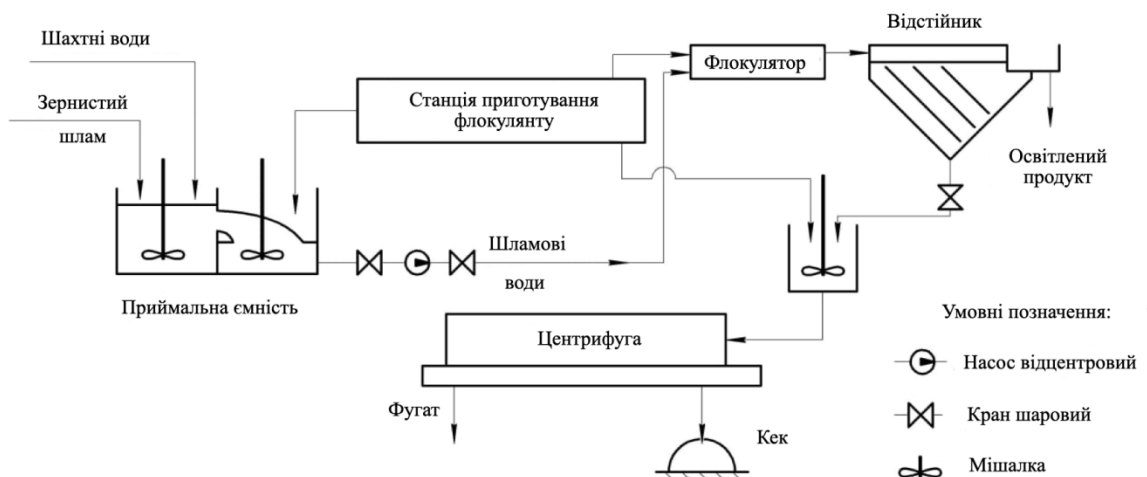 Шахтні води
Зернистий
шлам
Станція приготування
флокулянту
Флокулятор
Відстійник
Освітлений
продукт
Шламові
води
Приймальна ємність
Центрифуга
Фугат
Кек
Умовні позначення:
Насос відцентровий
Кран шаровий
Мішалка